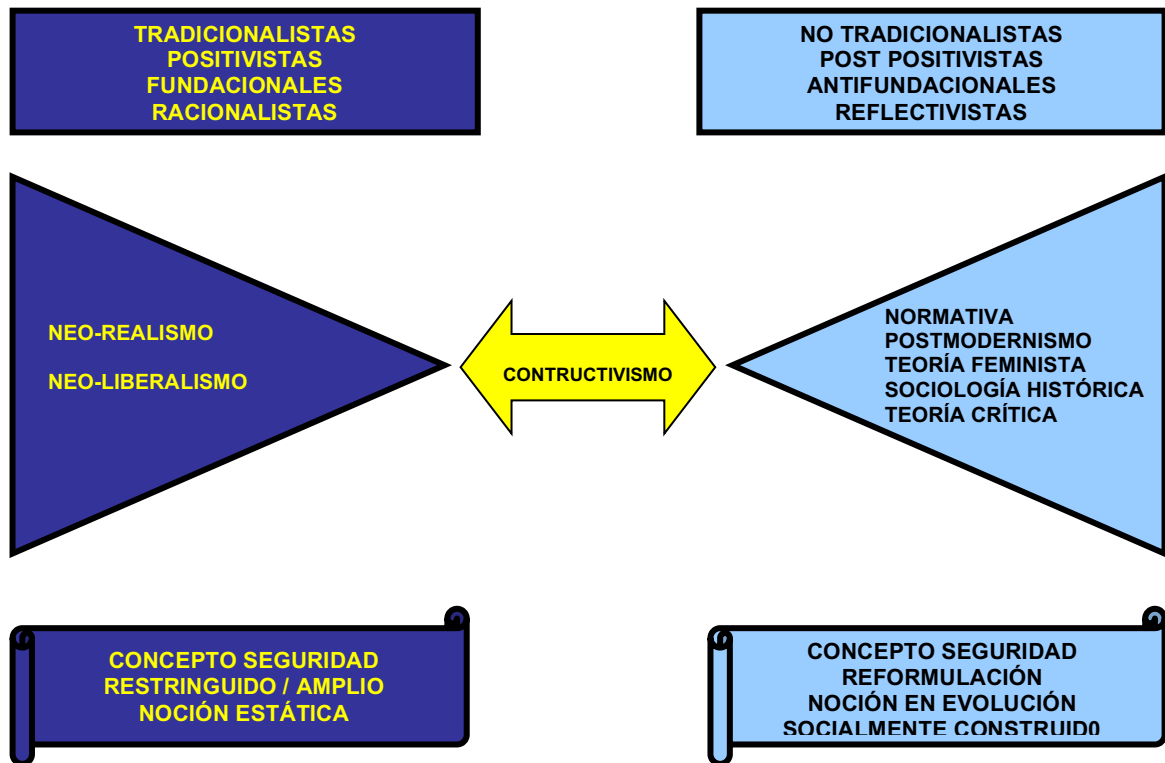 TRADICIONALISTAS
POSITIVISTAS
FUNDACIONALES
RACIONALISTAS
NO TRADICIONALISTAS
POST POSITIVISTAS
ANTIFUNDACIONALES
REFLECTIVISTAS
NEO-REALISMO
NEO-LIBERALISMO
CONTRUCTIVISMO
NORMATIVA
POSTMODERNISMO
TEORÍA FEMINISTA
SOCIOLOGÍA HISTÓRICA
TEORÍA CRÍTICA
CONCEPTO SEGURIDAD
RESTRINGUIDO / AMPLIO
NOCIÓN ESTÁTICA
CONCEPTO SEGURIDAD
REFORMULACIÓN
NOCIÓN EN EVOLUCIÓN
SOCIALMENTE CONSTRUID0